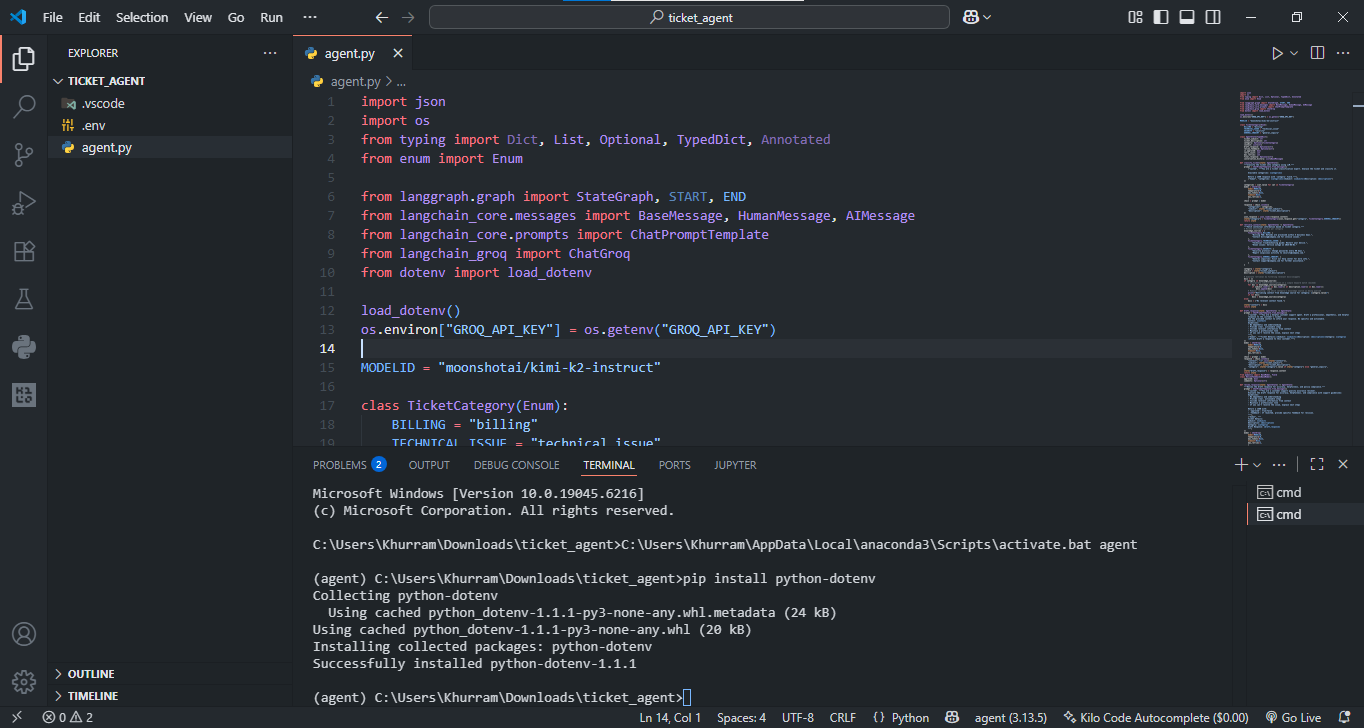 File Edit Selection View Go Run ··· ticket_agent
EXPLORER ···
TICKET_AGENT
.vscode
.env
agent.py
OUTLINE
TIMELINE
agent.py
agent.py > ...
1 import json
2 import os
3 from typing import Dict, List, Optional, TypedDict, Annotated
4 from enum import Enum
5
6 from langgraph.graph import StateGraph, START, END
7 from langchain_core.messages import BaseMessage, HumanMessage, AIMessage
8 from langchain_core.prompts import ChatPromptTemplate
9 from langchain_groq import ChatGroq
10 from dotenv import load_dotenv
11
12 load_dotenv()
13 os.environ["GROQ_API_KEY"] = os.getenv("GROQ_API_KEY")
14
15 MODELID = "moonshotai/kimi-k2-instruct"
16
17 class TicketCategory(Enum):
18 BILLING = "billing"
19 TECHNICAL_ISSUE = "technical_issue"
PROBLEMS 2 OUTPUT DEBUG CONSOLE TERMINAL PORTS JUPYTER
Microsoft Windows [Version 10.0.19045.6216]
(c) Microsoft Corporation. All rights reserved.
C:\Users\Khurram\Downloads\ticket_agent>C:\Users\Khurram\AppData\Local\anaconda3\Scripts\activate.bat agent
(agent) C:\Users\Khurram\Downloads\ticket_agent>pip install python-dotenv
Collecting python-dotenv
Using cached python_dotenv-1.1.1-py3-none-any.whl.metadata (24 kB)
Using cached python_dotenv-1.1.1-py3-none-any.whl (20 kB)
Installing collected packages: python-dotenv
Successfully installed python-dotenv-1.1.1
(agent) C:\Users\Khurram\Downloads\ticket_agent>
cmd
cmd
0 2 Ln 14, Col 1 Spaces: 4 UTF-8 CRLF {} Python agent (3.13.5) Kilo Code Autocomplete ($0.00) Go Live